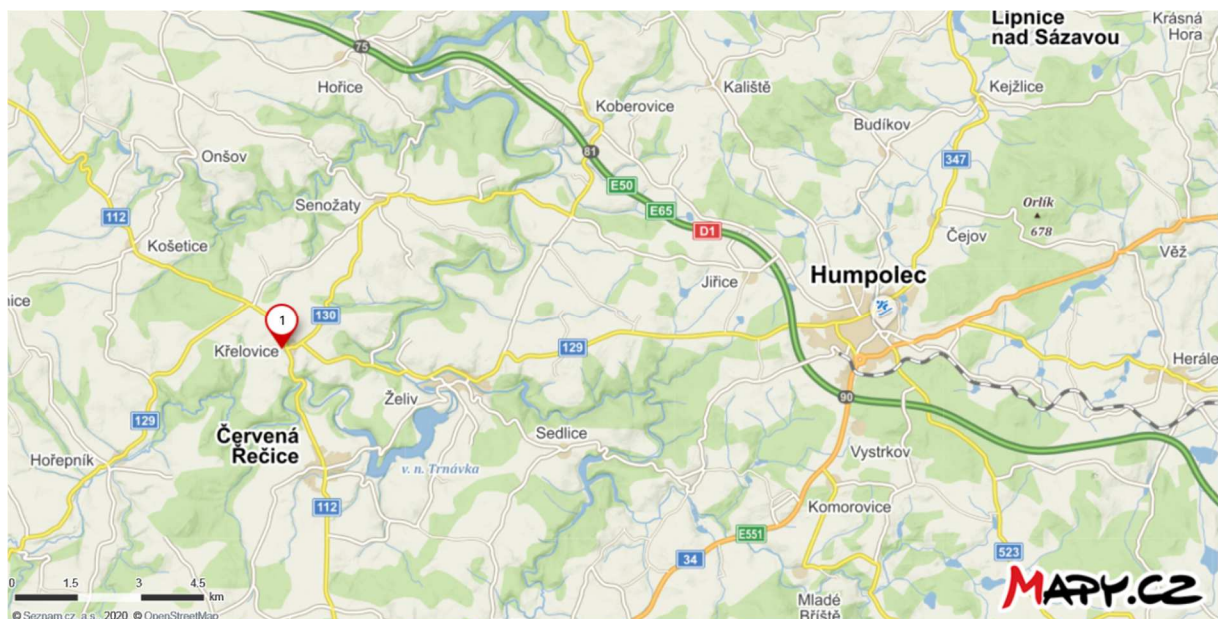 Lipnice
nad Sázavou
Krásná
Hora
75
Hořice
Kaliště
Kejžlice
Koberovice
Budíkov
81
Onšov
347
E50
Senožaty
E65
Orlík
678
112
D1
Čejov
Košetice
Věž
Jiřice
Humpolec
nice
1
130
Křelovice
129
Herále
Želiv
90
129
Červená
Řečice
Sedlice
Hořepník
v. n. Trnávka
Vystrkov
112
Komorovice
E551
34
523
0 1.5 3 4.5
km
Mladé
Bříště
© Seznam.cz, a.s., 2020, © OpenStreetMap
MAPY.CZ